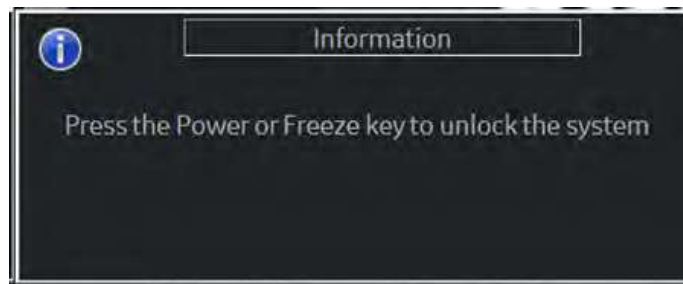 Information
Press the Power or Freeze key to unlock the system